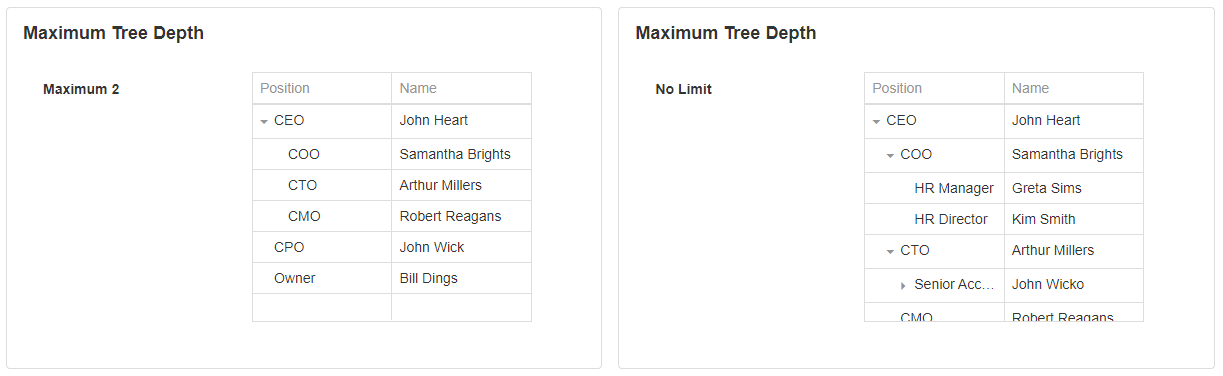 Maximum Tree Depth
Maximum 2
Position Name
CEO John Heart
COO Samantha Brights
CTO Arthur Millers
CMO Robert Reagans
CPO John Wick
Owner Bill Dings
Maximum Tree Depth
No Limit
Position Name
CEO John Heart
COO Samantha Brights
HR Manager Greta Sims
HR Director Kim Smith
CTO Arthur Millers
Senior Acc... John Wicko
CMO Robert Reagans